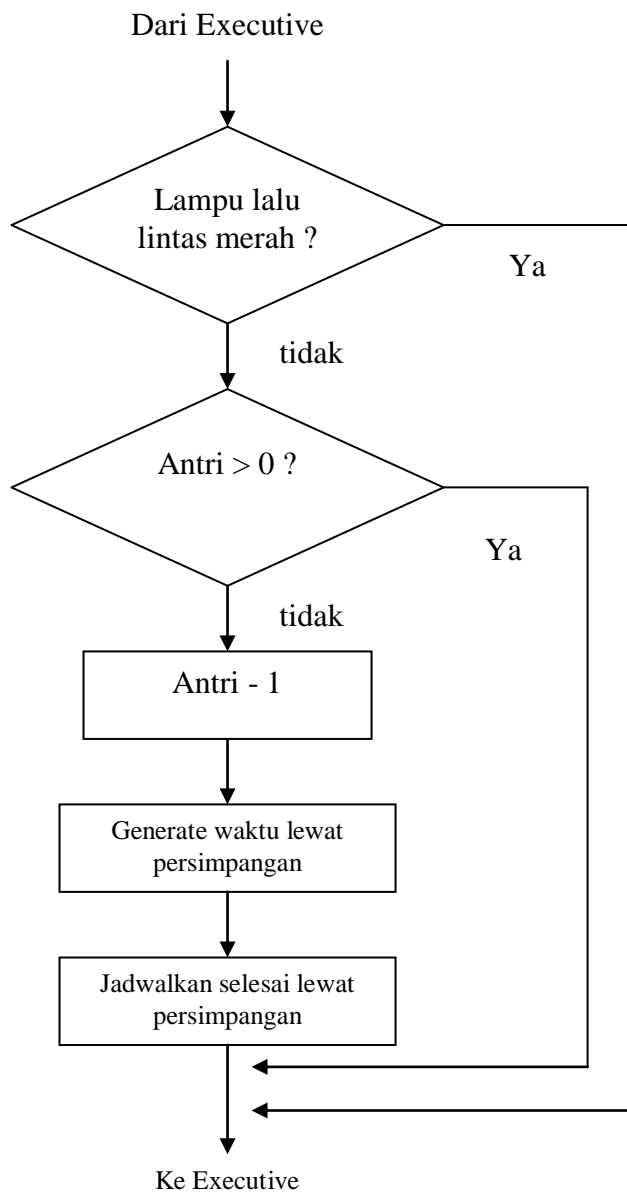 Dari Executive
Lampu lalu
lintas merah ?
Ya
tidak
Antri > 0 ?
Ya
tidak
Antri - 1
Generate waktu lewat
persimpangan
Jadwalkan selesai lewat
persimpangan
Ke Executive